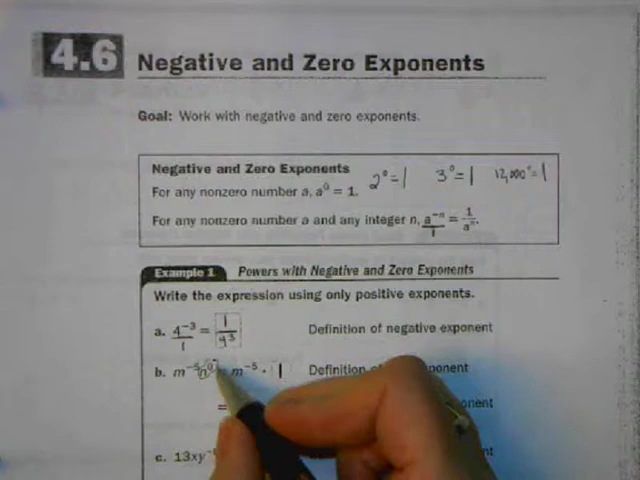 4.6 Negative and Zero Exponents
Goal: Work with negative and zero exponents.
Negative and Zero Exponents
For any nonzero number a, a⁰ = 1. 2⁰ = 1 3⁰ = 1 12,000⁰ = 1
For any nonzero number a and any integer n, a⁻ⁿ/1 = 1/aⁿ.
Example 1 Powers with Negative and Zero Exponents
Write the expression using only positive exponents.
a. 4⁻³/1 = 1/4³ Definition of negative exponent
b. m⁻⁵n⁰ = m⁻⁵ · 1 Definition of exponent
= exponent
c. 13xy